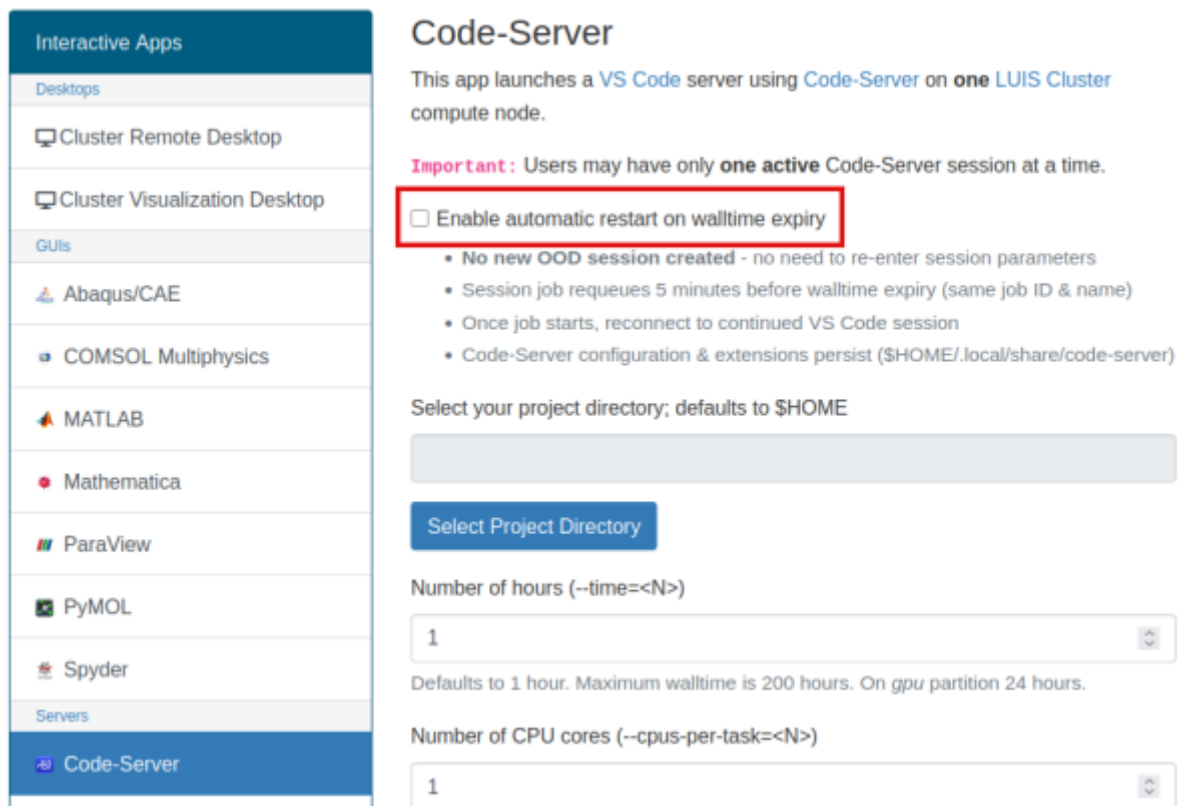 Interactive Apps
Desktops
Cluster Remote Desktop
Cluster Visualization Desktop
GUIs
Abaqus/CAE
COMSOL Multiphysics
MATLAB
Mathematica
ParaView
PyMOL
Spyder
Servers
Code-Server
Code-Server
This app launches a VS Code server using Code-Server on one LUIS Cluster
compute node.
Important: Users may have only one active Code-Server session at a time.
Enable automatic restart on walltime expiry
• No new OOD session created - no need to re-enter session parameters
• Session job requeues 5 minutes before walltime expiry (same job ID & name)
• Once job starts, reconnect to continued VS Code session
• Code-Server configuration & extensions persist ($HOME/.local/share/code-server)
Select your project directory; defaults to $HOME
Select Project Directory
Number of hours (--time=<N>)
1
Defaults to 1 hour. Maximum walltime is 200 hours. On gpu partition 24 hours.
Number of CPU cores (--cpus-per-task=<N>)
1